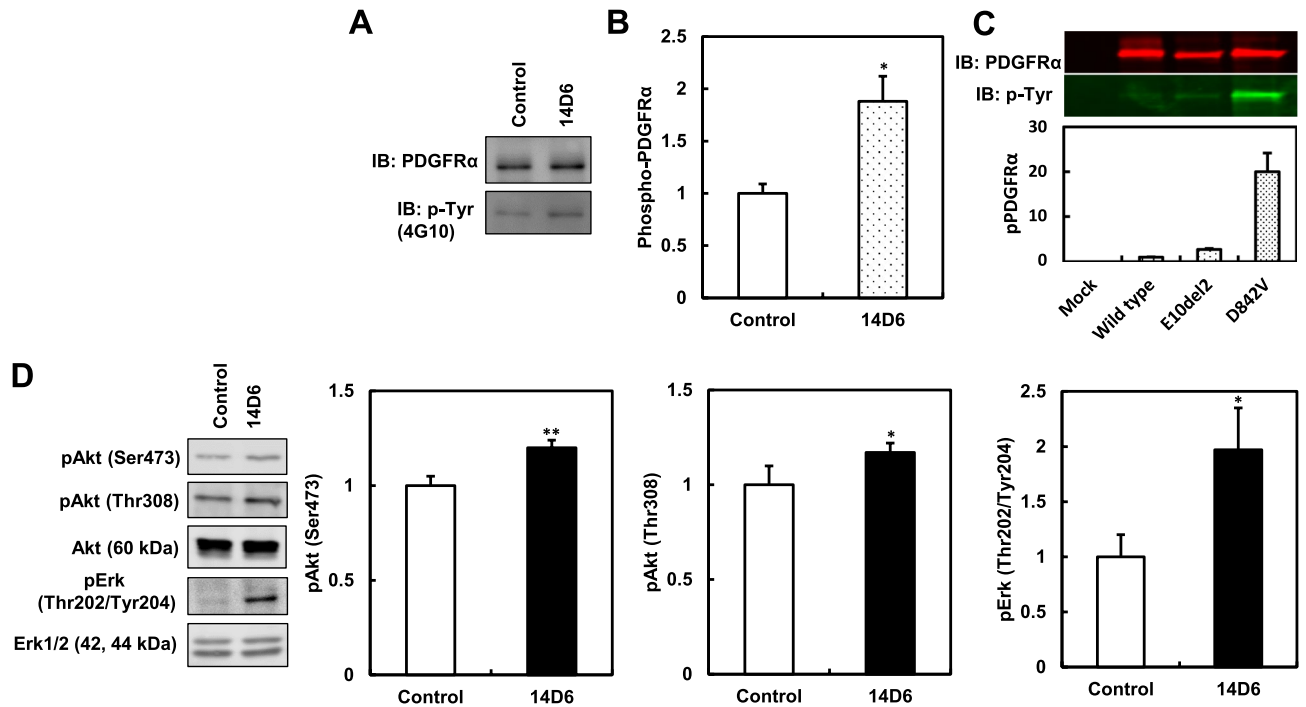 A
Control
14D6
IB: PDGFRα
IB: p-Tyr
(4G10)
B
Phospho-PDGFRα
2.5
2
1.5
1
0.5
0
*
Control
14D6
C
IB: PDGFRα
IB: p-Tyr
pPDGFRα
30
20
10
0
Mock
Wild type
E10del2
D842V
D
Control
14D6
pAkt (Ser473)
pAkt (Thr308)
Akt (60 kDa)
pErk
(Thr202/Tyr204)
Erk1/2 (42, 44 kDa)
pAkt (Ser473)
1.5
1
0.5
0
**
Control
14D6
pAkt (Thr308)
1.5
1
0.5
0
*
Control
14D6
pErk (Thr202/Tyr204)
2.5
2
1.5
1
0.5
0
*
Control
14D6